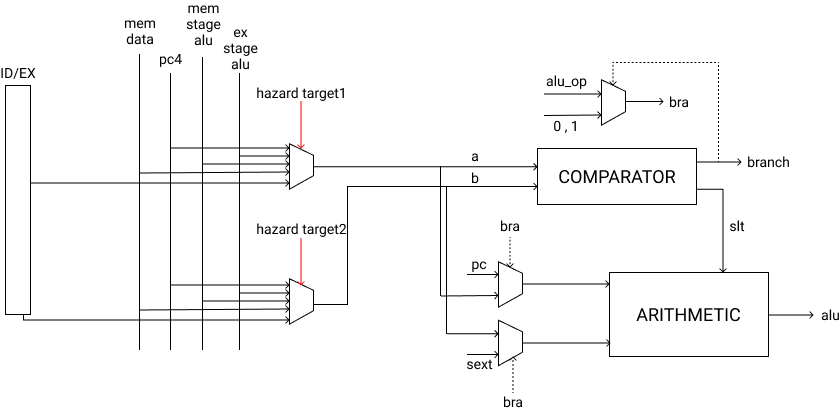 mem
data
pc4
mem
stage
alu
ex
stage
alu
ID/EX
hazard target1
alu_op
0 , 1
bra
a
b
COMPARATOR
branch
slt
hazard target2
bra
pc
sext
bra
ARITHMETIC
alu